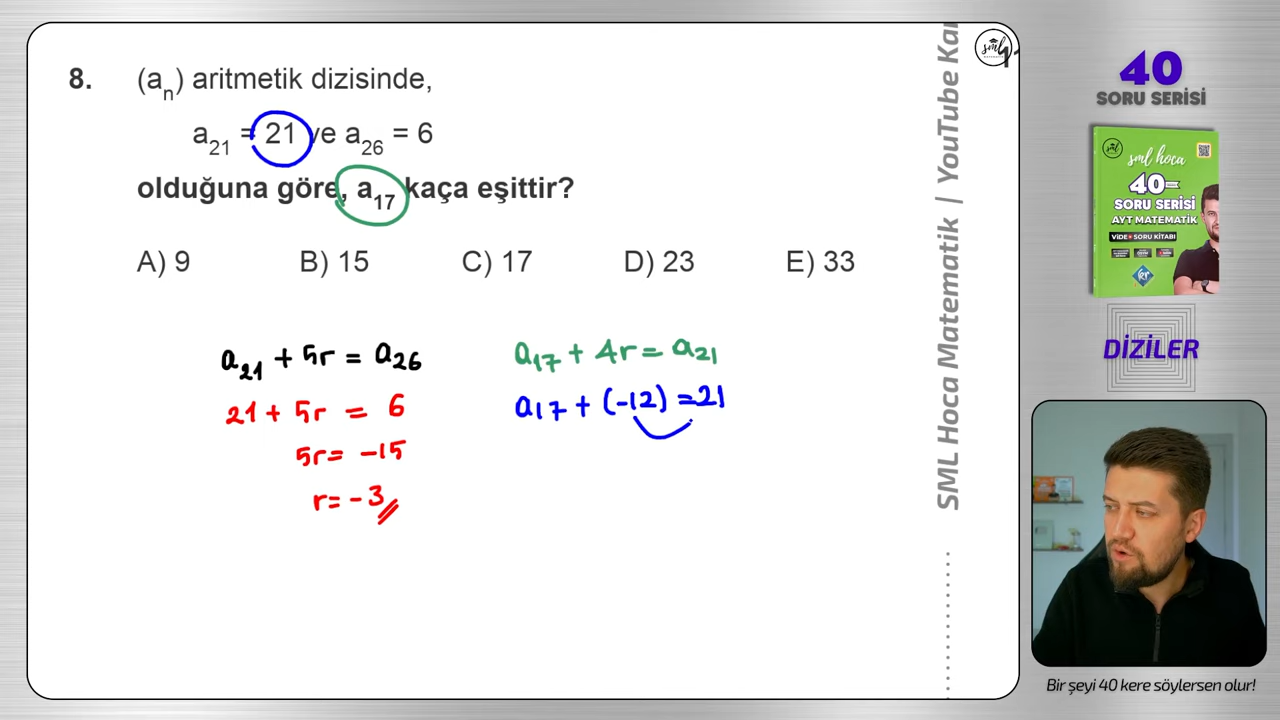 8. (aₙ) aritmetik dizisinde,
a₂₁ = 21 ve a₂₆ = 6
olduğuna göre, a₁₇ kaça eşittir?
A) 9 B) 15 C) 17 D) 23 E) 33
a₂₁ + 5r = a₂₆
21 + 5r = 6
5r = -15
r = -3
a₁₇ + 4r = a₂₁
a₁₇ + (-12) = 21
SML Hoca Matematik | YouTube
sml
40
SORU SERİSİ
sml hoca
40
SORU SERİSİ
AYT MATEMATİK
VİDEO SORU KİTABI
kr
DİZİLER
Bir şeyi 40 kere söylersen olur!